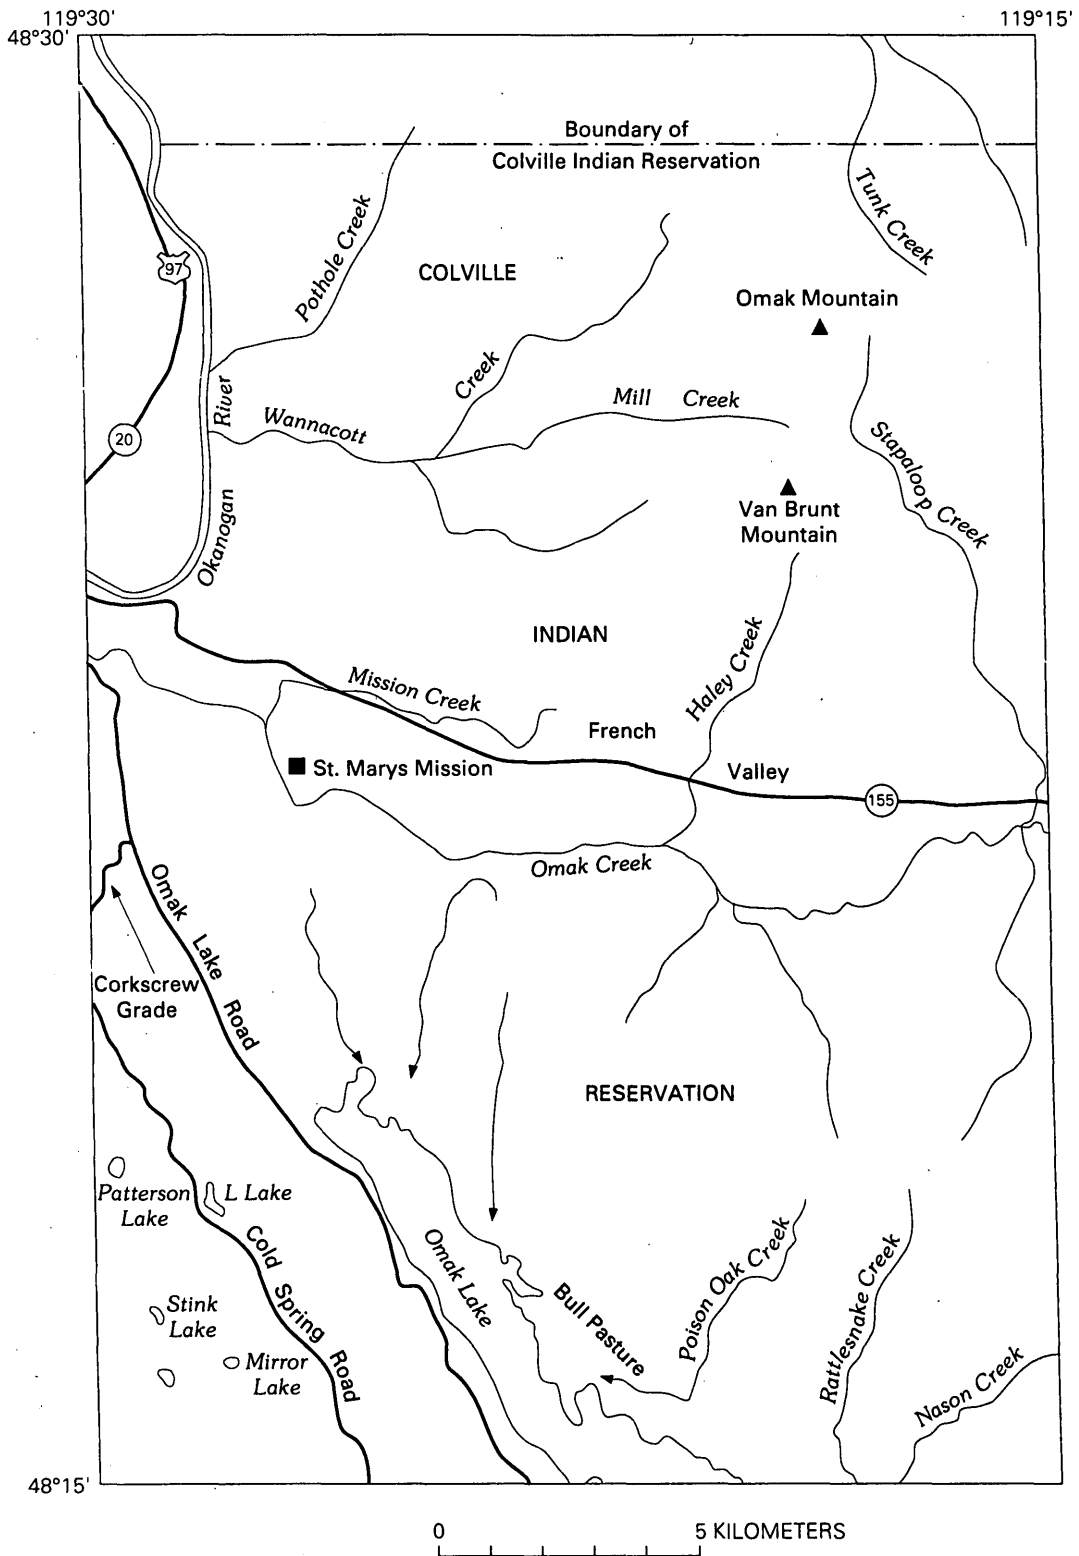 119°30'
119°15'
48°30'
Boundary of
Colville Indian Reservation
Tunk Creek
Pothole Creek
97
COLVILLE
Omak Mountain
Creek
River
Mill Creek
Wannacott
20
Stapaloop Creek
Van Brunt
Mountain
Okanogan
INDIAN
Haley Creek
Mission Creek
French
Valley
St. Marys Mission
155
Omak Creek
Omak Lake Road
Corkscrew
Grade
RESERVATION
Patterson
Lake
L Lake
Cold Spring Road
Omak Lake
Bull Pasture
Poison Oak Creek
Rattlesnake Creek
Stink
Lake
Mirror
Lake
Nason Creek
48°15'
0 5 KILOMETERS